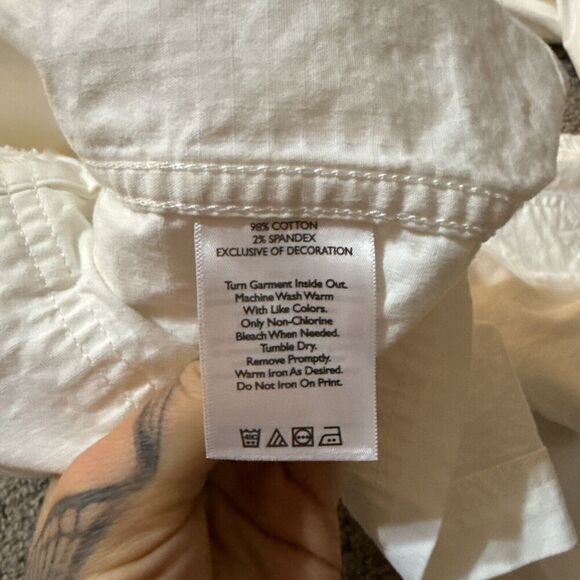 98% COTTON
2% SPANDEX
EXCLUSIVE OF DECORATION
Turn Garment Inside Out.
Machine Wash Warm
With Like Colors.
Only Non-Chlorine
Bleach When Needed.
Tumble Dry.
Remove Promptly.
Warm Iron As Desired.
Do Not Iron On Print.
40C